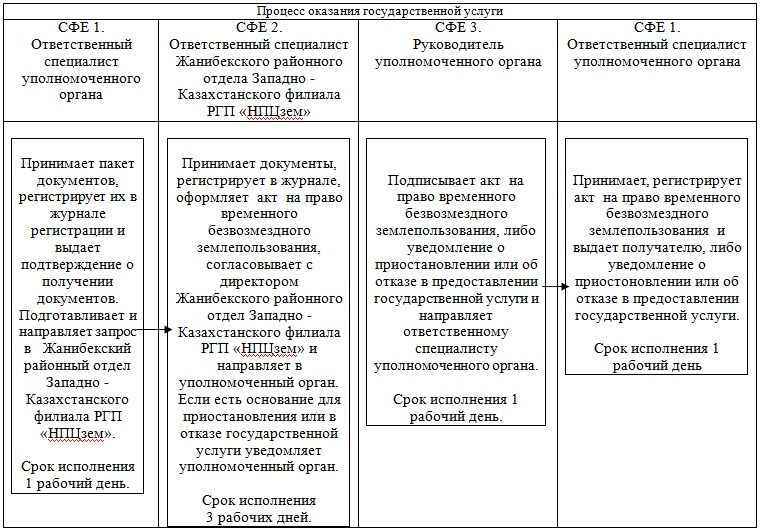 Процесс оказания государственной услуги
СФЕ 1.
Ответственный
специалист
уполномоченного
органа
СФЕ 2.
Ответственный специалист
Жанибекского районного
отдела Западно -
Казахстанского филиала
РГП «НПЦзем»
СФЕ 3.
Руководитель
уполномоченного органа
СФЕ 1.
Ответственный специалист
уполномоченного органа
Принимает пакет
документов,
регистрирует их в
журнале
регистрации и
выдает
подтверждение о
получении
документов.
Подготавливает и
направляет запрос
в Жанибекский
районный отдел
Западно -
Казахстанского
филиала РГП
«НПЦзем».
Срок исполнения
1 рабочий день.
Принимает документы,
регистрирует в журнале,
оформляет акт на право
временного
безвозмездного
землепользования,
согласовывает с
директором
Жанибекского районного
отдел Западно -
Казахстанского филиала
РГП «НПЦзем» и
направляет в
уполномоченный орган.
Если есть основание для
приостановления или в
отказе государственной
услуги уведомляет
уполномоченный орган.
Срок исполнения
3 рабочих дней.
Подписывает акт на
право временного
безвозмездного
землепользования, либо
уведомление о
приостановлении или об
отказе в предоставлении
государственной услуги и
направляет
ответственному
специалисту
уполномоченного органа.
Срок исполнения 1
рабочий день.
Принимает, регистрирует
акт на право временного
безвозмездного
землепользования и
выдает получателю, либо
уведомление о
приостоновлении или об
отказе в предоставлении
государственной услуги.
Срок исполнения 1
рабочий день